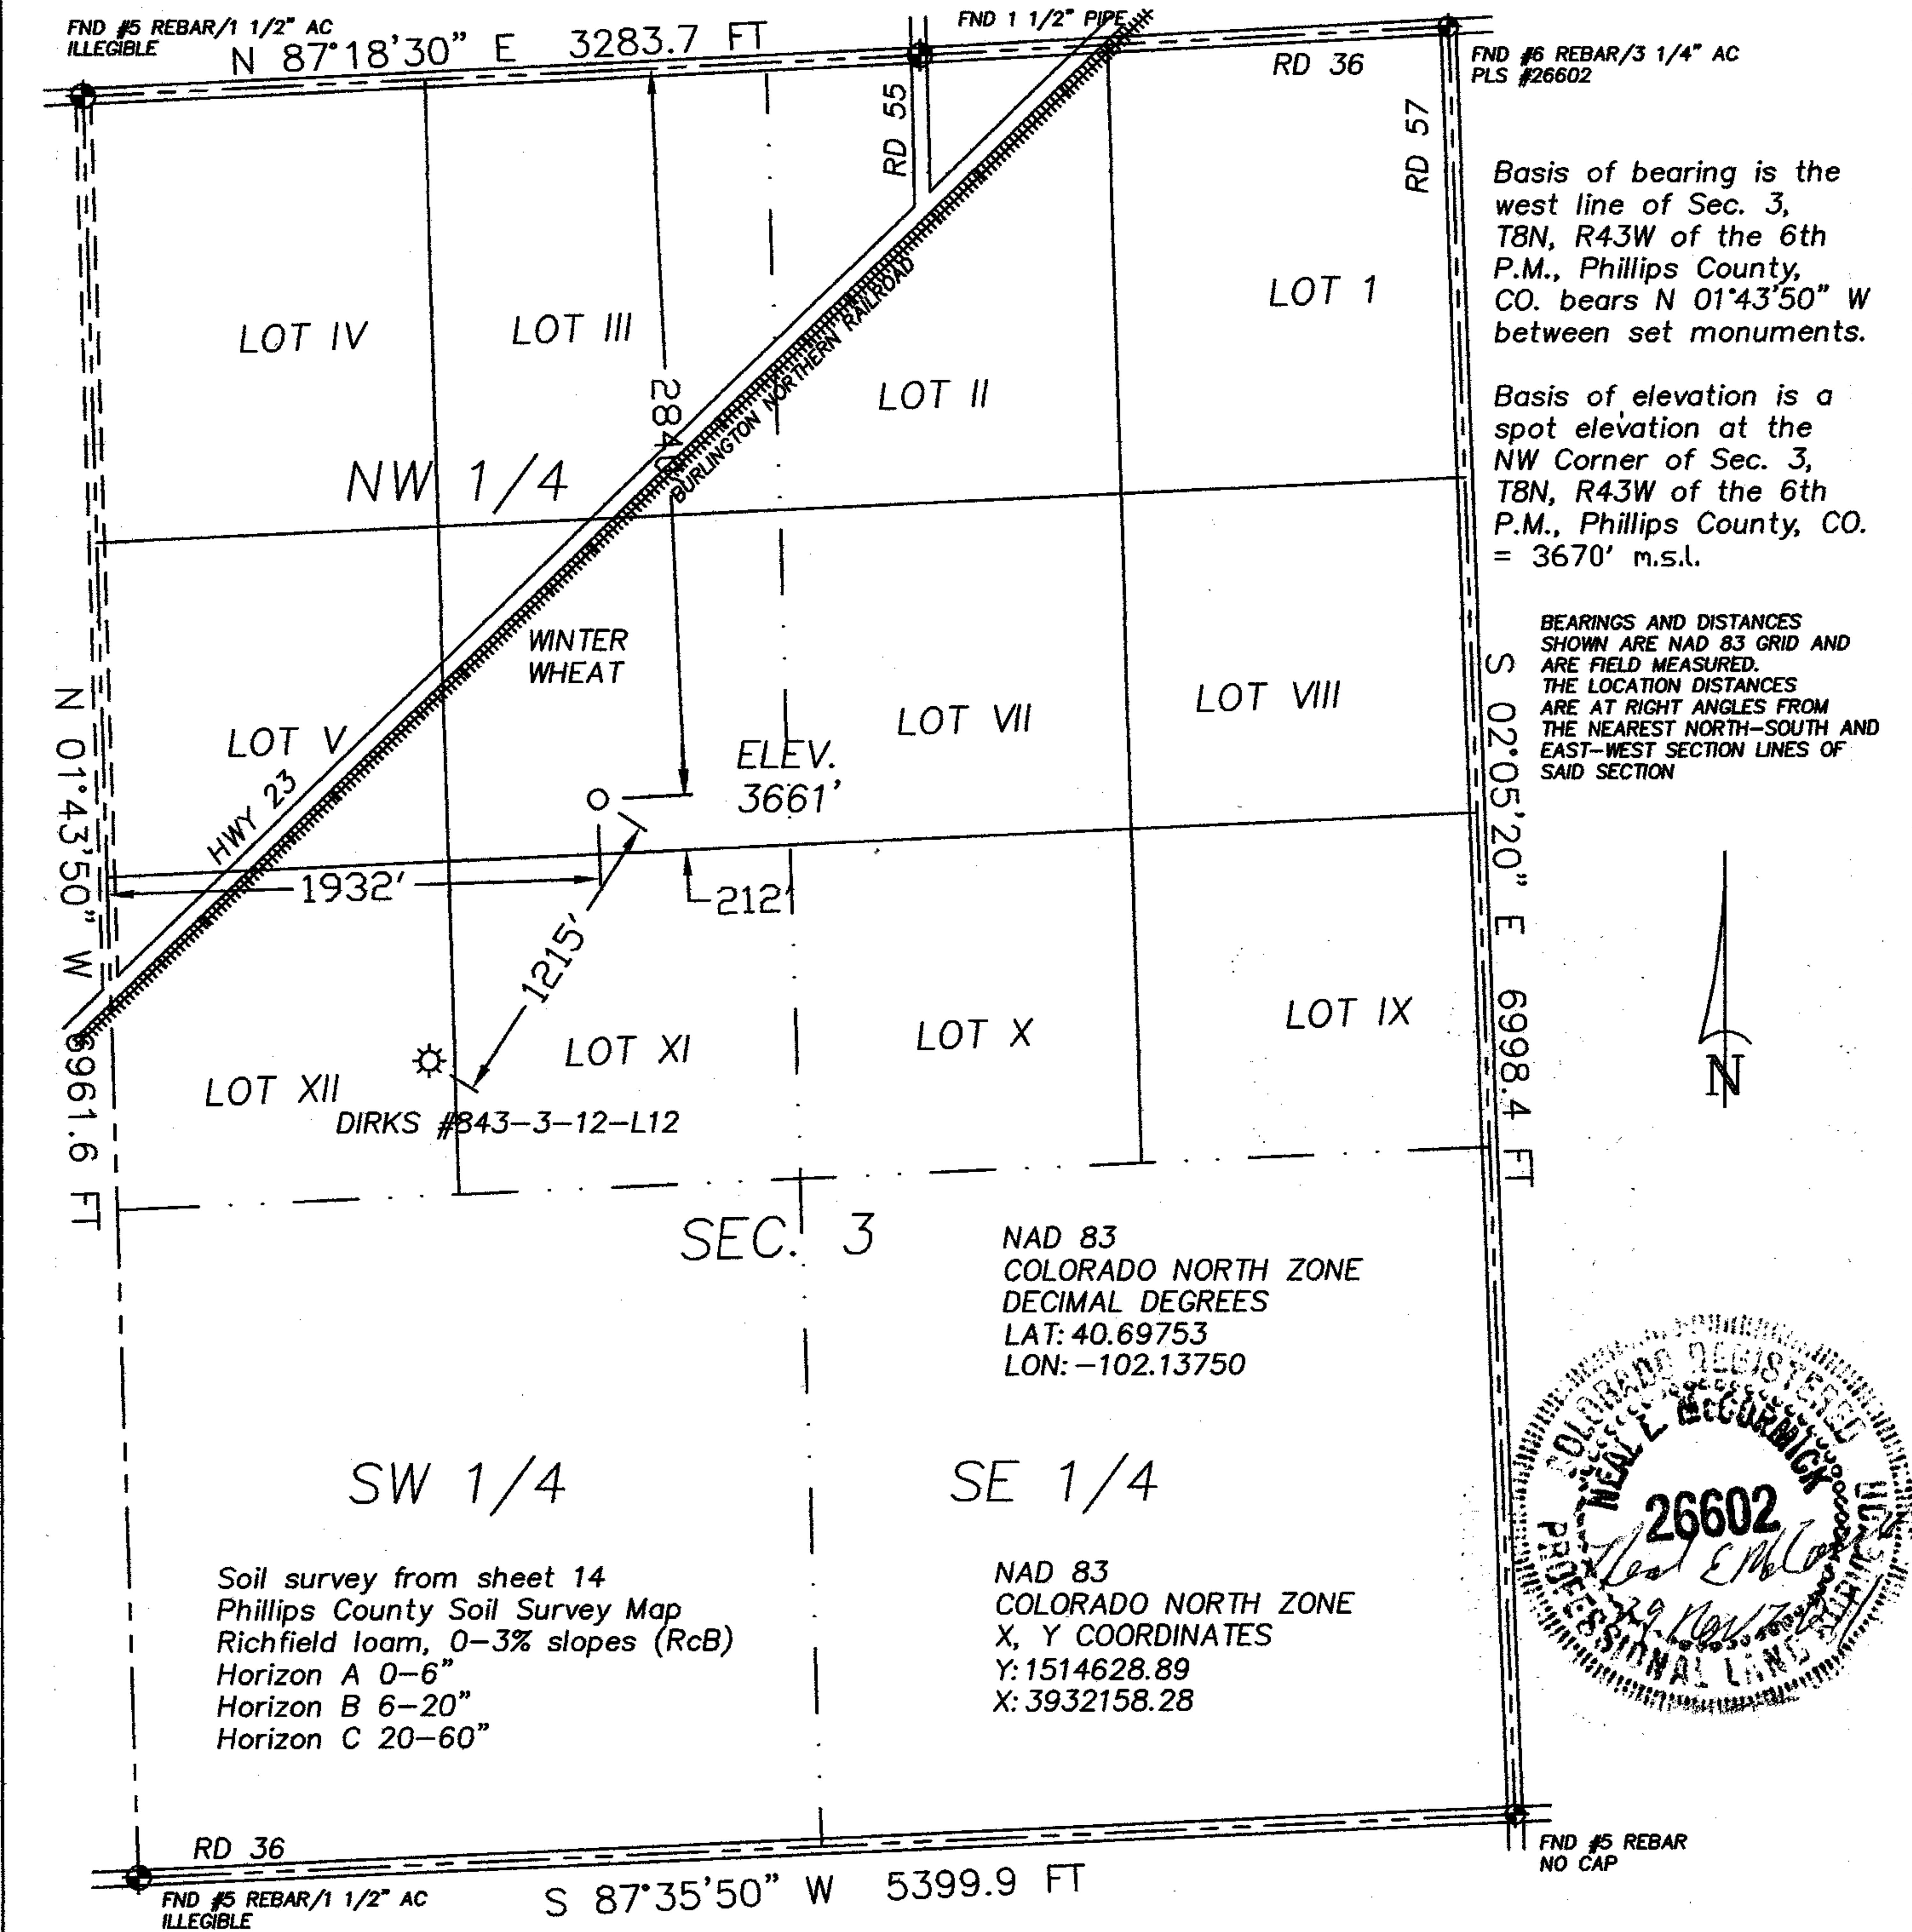 FND #5 REBAR/1 1/2" AC
ILLEGIBLE
N 87°18'30" E 3283.7 FT
FND 1 1/2" PIPE
RD 36
FND #6 REBAR/3 1/4" AC
PLS #26602
RD 55
RD 57
Basis of bearing is the
west line of Sec. 3,
T8N, R43W of the 6th
P.M., Phillips County,
CO. bears N 01°43'50" W
between set monuments.
Basis of elevation is a
spot elevation at the
NW Corner of Sec. 3,
T8N, R43W of the 6th
P.M., Phillips County, CO.
= 3670' m.s.l.
BEARINGS AND DISTANCES
SHOWN ARE NAD 83 GRID AND
ARE FIELD MEASURED.
THE LOCATION DISTANCES
ARE AT RIGHT ANGLES FROM
THE NEAREST NORTH-SOUTH AND
EAST-WEST SECTION LINES OF
SAID SECTION
LOT IV
LOT III
LOT 1
LOT II
BURLINGTON NORTHERN RAILROAD
NW 1/4
WINTER
WHEAT
LOT V
LOT VII
LOT VIII
HWY 23
ELEV.
3661'
N 01°43'50" W 6961.6 FT
S 02°05'20" E 6998.4 FT
1932'
212'
1215'
LOT XII
LOT XI
LOT X
LOT IX
DIRKS #843-3-12-L12
N
SEC. 3
NAD 83
COLORADO NORTH ZONE
DECIMAL DEGREES
LAT: 40.69753
LON: -102.13750
SW 1/4
SE 1/4
Soil survey from sheet 14
Phillips County Soil Survey Map
Richfield loam, 0-3% slopes (RcB)
Horizon A 0-6"
Horizon B 6-20"
Horizon C 20-60"
NAD 83
COLORADO NORTH ZONE
X, Y COORDINATES
Y: 1514628.89
X: 3932158.28
COLORADO REGISTERED
NEAL E McCORMICK
26602
PROFESSIONAL LAND
RD 36
FND #5 REBAR/1 1/2" AC
ILLEGIBLE
S 87°35'50" W 5399.9 FT
FND #5 REBAR
NO CAP